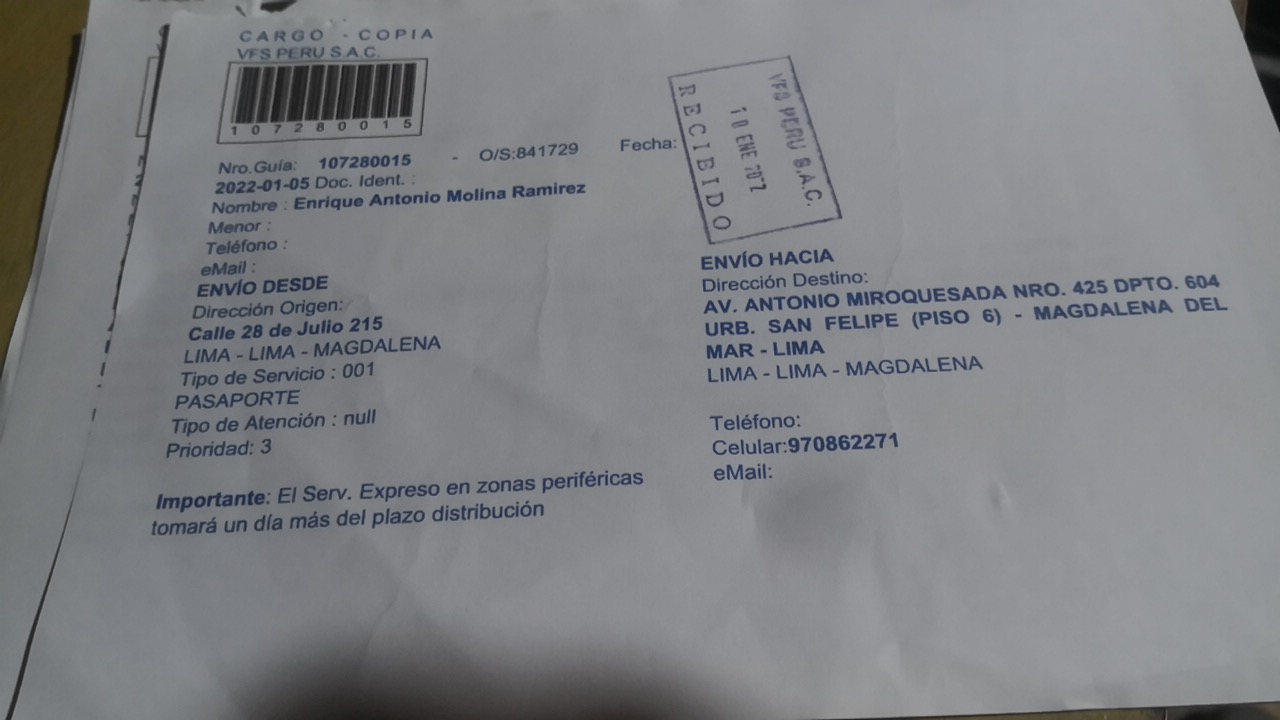 CARGO - COPIA
VFS PERU S.A.C.
107280015
Nro.Guía: 107280015 - O/S:841729 Fecha:
2022-01-05 Doc. Ident. :
Nombre : Enrique Antonio Molina Ramirez
Menor :
Teléfono :
eMail :
ENVÍO DESDE
Dirección Origen:
Calle 28 de Julio 215
LIMA - LIMA - MAGDALENA
Tipo de Servicio : 001
PASAPORTE
Tipo de Atención : null
Prioridad: 3
Importante: El Serv. Expreso en zonas periféricas
tomará un día más del plazo distribución
VFS PERU S.A.C.
10 ENE 202
RECIBIDO
ENVÍO HACIA
Dirección Destino:
AV. ANTONIO MIROQUESADA NRO. 425 DPTO. 604
URB. SAN FELIPE (PISO 6) - MAGDALENA DEL
MAR - LIMA
LIMA - LIMA - MAGDALENA
Teléfono:
Celular:970862271
eMail: